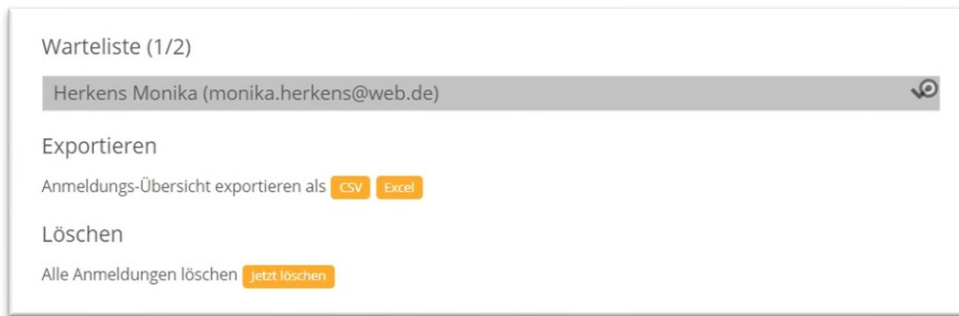 Warteliste (1/2)
Herkens Monika (monika.herkens@web.de)
Exportieren
Anmeldungs-Übersicht exportieren als CSV Excel
Löschen
Alle Anmeldungen löschen Jetzt löschen